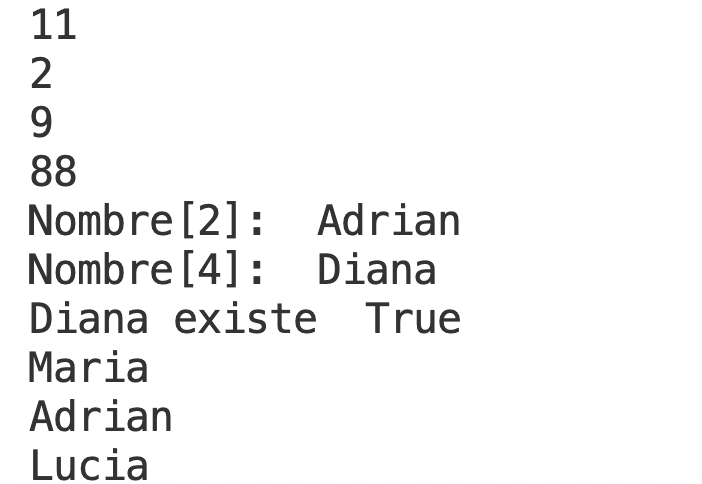 11
2
9
88
Nombre[2]:  Adrian
Nombre[4]:  Diana
Diana existe  True
Maria
Adrian
Lucia